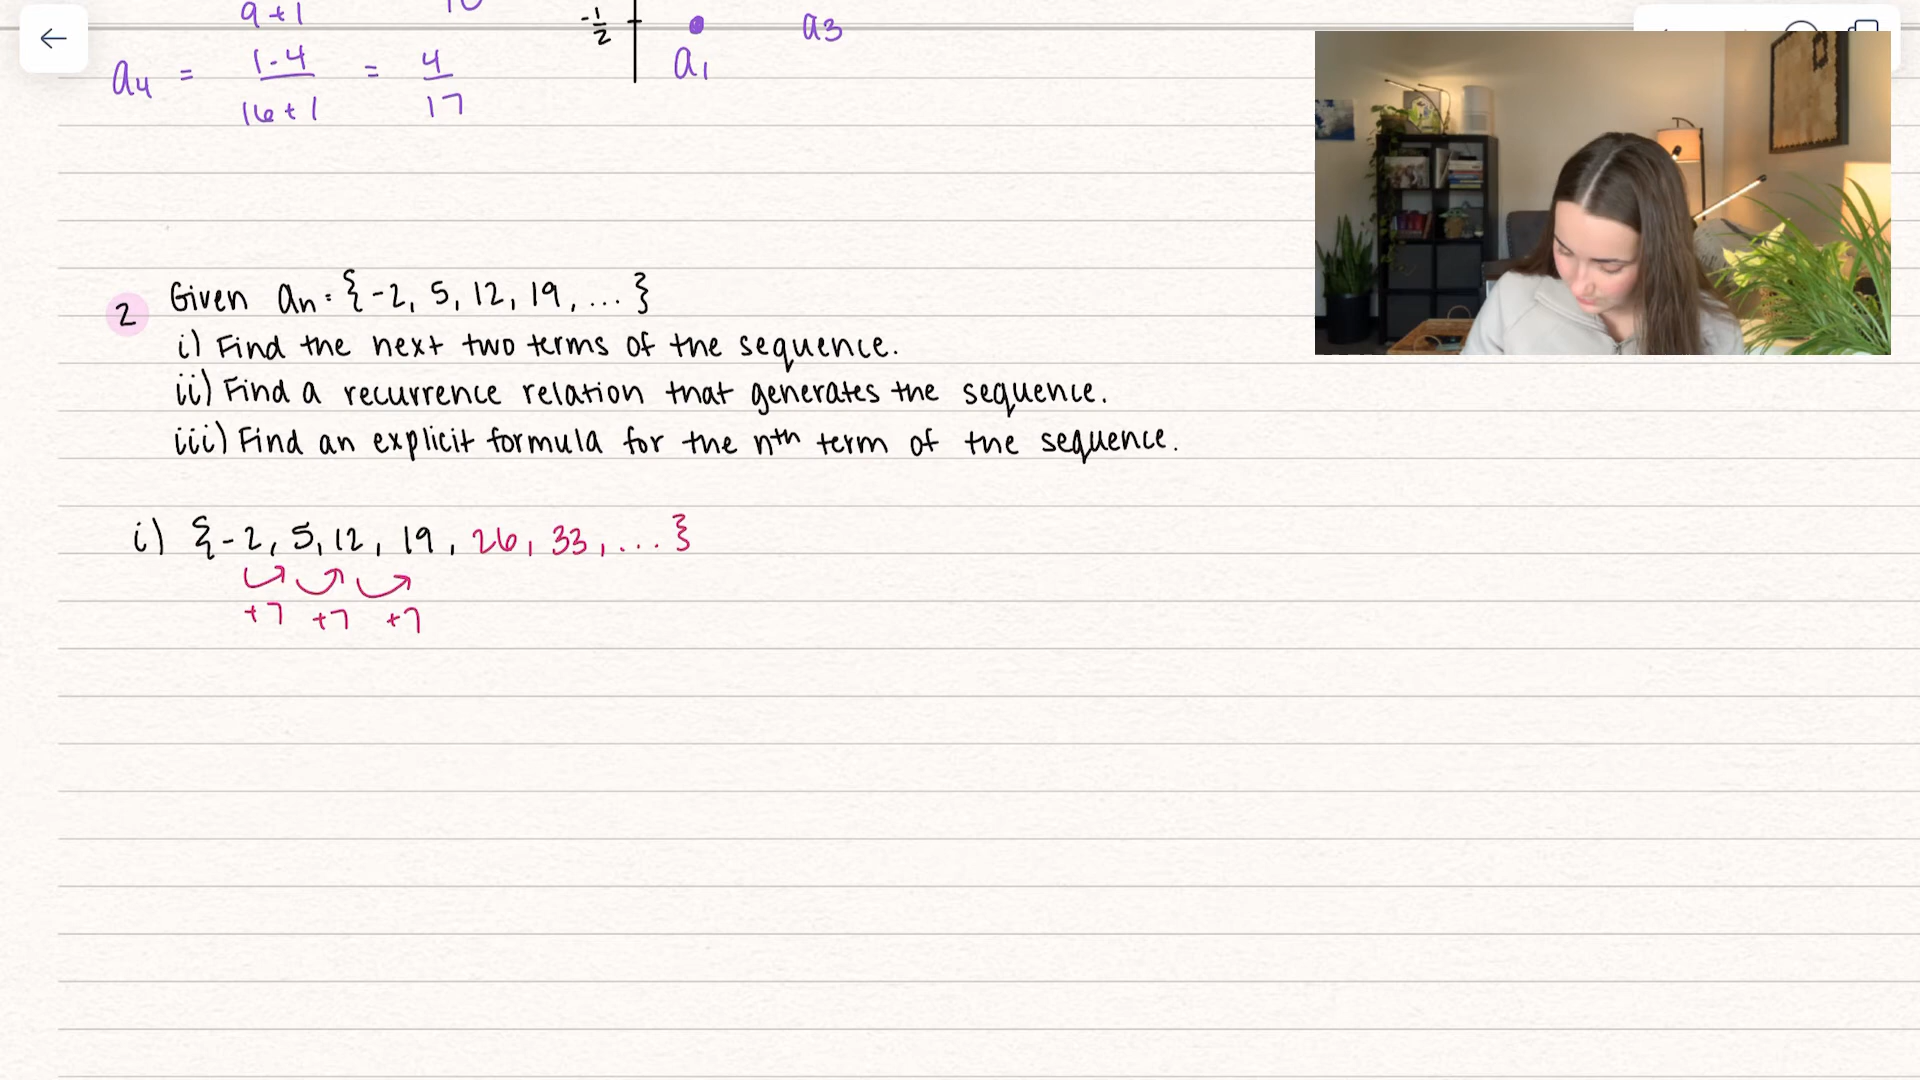 9+1
-1/2
a3
a4 = 1·4 / 16+1 = 4/17
a1
2 Given an = {-2, 5, 12, 19, ... }
i) Find the next two terms of the sequence.
ii) Find a recurrence relation that generates the sequence.
iii) Find an explicit formula for the nth term of the sequence.
i) {-2, 5, 12, 19, 26, 33, ... }
+7 +7 +7